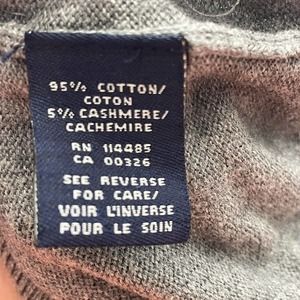 95% COTTON/
COTON
5% CASHMERE/
CACHEMIRE
RN 114485
CA 00326
SEE REVERSE
FOR CARE/
VOIR L'INVERSE
POUR LE SOIN